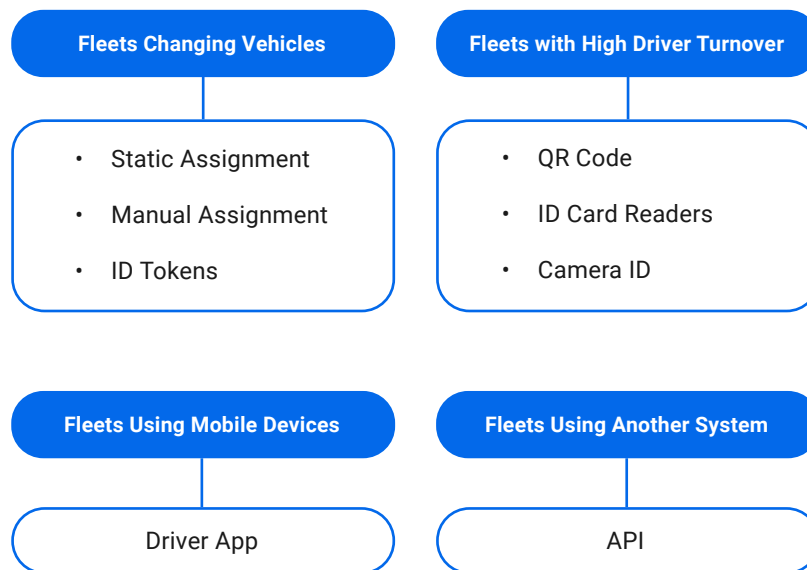 Fleets Changing Vehicles
• Static Assignment
• Manual Assignment
• ID Tokens
Fleets with High Driver Turnover
• QR Code
• ID Card Readers
• Camera ID
Fleets Using Mobile Devices
Driver App
Fleets Using Another System
API